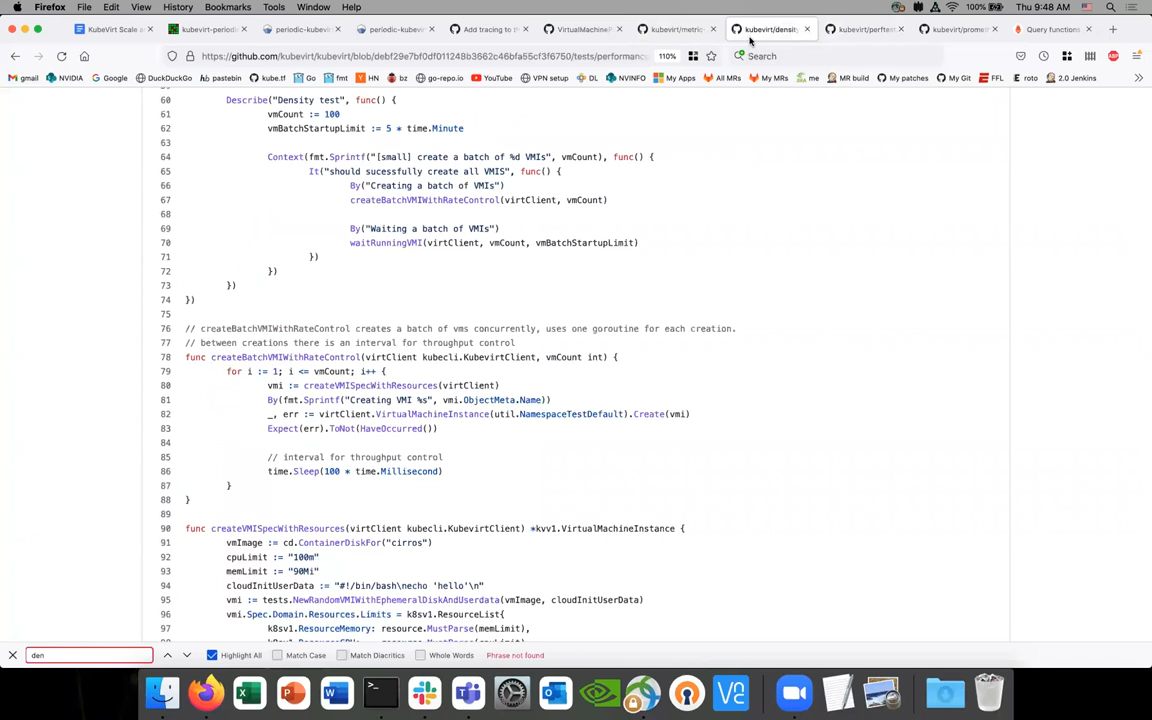 Firefox File Edit View History Bookmarks Tools Window Help 100% Thu 9:48 AM
KubeVirt Scale a kubevirt-periodic periodic-kubevirt periodic-kubevirt Add tracing to th VirtualMachineP kubevirt/metric kubevirt/density kubevirt/perftest kubevirt/prome Query functions
https://github.com/kubevirt/kubevirt/blob/debf29e7bf0df011248b3662c45ba55cf3f6750/tests/performanc 110% Search
gmail NVIDIA Google DuckDuckGo pastebin kube.tf Go fmt HN bz go-repo.io YouTube VPN setup DL NVINFO My Apps All MRs My MRs me MR build My patches My Git FFL roto 2.0 Jenkins
60 Describe("Density test", func() {
61 vmCount := 100
62 vmBatchStartupLimit := 5 * time.Minute
63
64 Context(fmt.Sprintf("[small] create a batch of %d VMIs", vmCount), func() {
65 It("should sucessfully create all VMIS", func() {
66 By("Creating a batch of VMIs")
67 createBatchVMIWithRateControl(virtClient, vmCount)
68
69 By("Waiting a batch of VMIs")
70 waitRunningVMI(virtClient, vmCount, vmBatchStartupLimit)
71 })
72 })
73 })
74 })
75
76 // createBatchVMIWithRateControl creates a batch of vms concurrently, uses one goroutine for each creation.
77 // between creations there is an interval for throughput control
78 func createBatchVMIWithRateControl(virtClient kubecli.KubevirtClient, vmCount int) {
79 for i := 1; i <= vmCount; i++ {
80 vmi := createVMISpecWithResources(virtClient)
81 By(fmt.Sprintf("Creating VMI %s", vmi.ObjectMeta.Name))
82 _, err := virtClient.VirtualMachineInstance(util.NamespaceTestDefault).Create(vmi)
83 Expect(err).ToNot(HaveOccurred())
84
85 // interval for throughput control
86 time.Sleep(100 * time.Millisecond)
87 }
88 }
89
90 func createVMISpecWithResources(virtClient kubecli.KubevirtClient) *kvv1.VirtualMachineInstance {
91 vmImage := cd.ContainerDiskFor("cirros")
92 cpuLimit := "100m"
93 memLimit := "90Mi"
94 cloudInitUserData := "#!/bin/bash\necho 'hello'\n"
95 vmi := tests.NewRandomVMIWithEphemeralDiskAndUserdata(vmImage, cloudInitUserData)
96 vmi.Spec.Domain.Resources.Limits = k8sv1.ResourceList{
97 k8sv1.ResourceMemory: resource.MustParse(memLimit),
den Highlight All Match Case Match Diacritics Whole Words Phrase not found